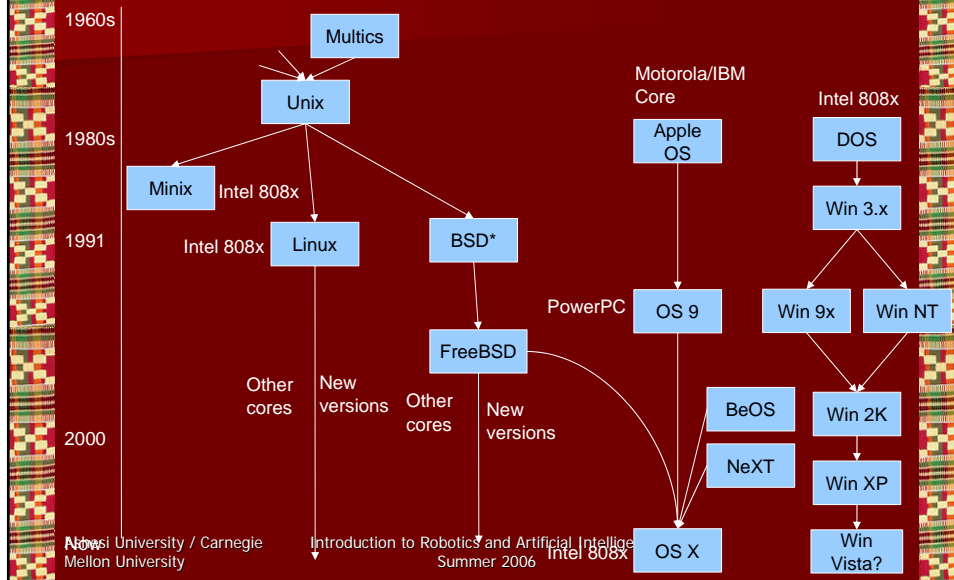 1960s
Multics
Motorola/IBM
Core
Unix
Intel 808x
1980s
Apple
OS
DOS
Minix
Intel 808x
Win 3.x
1991
Intel 808x
Linux
BSD*
PowerPC
OS 9
Win 9x
Win NT
FreeBSD
Other
cores
New
versions
Other
cores
New
versions
BeOS
Win 2K
2000
NeXT
Win XP
Now
Ashesi University / Carnegie
Mellon University
Introduction to Robotics and Artificial Intellige
Summer 2006
Intel 808x
OS X
Win
Vista?